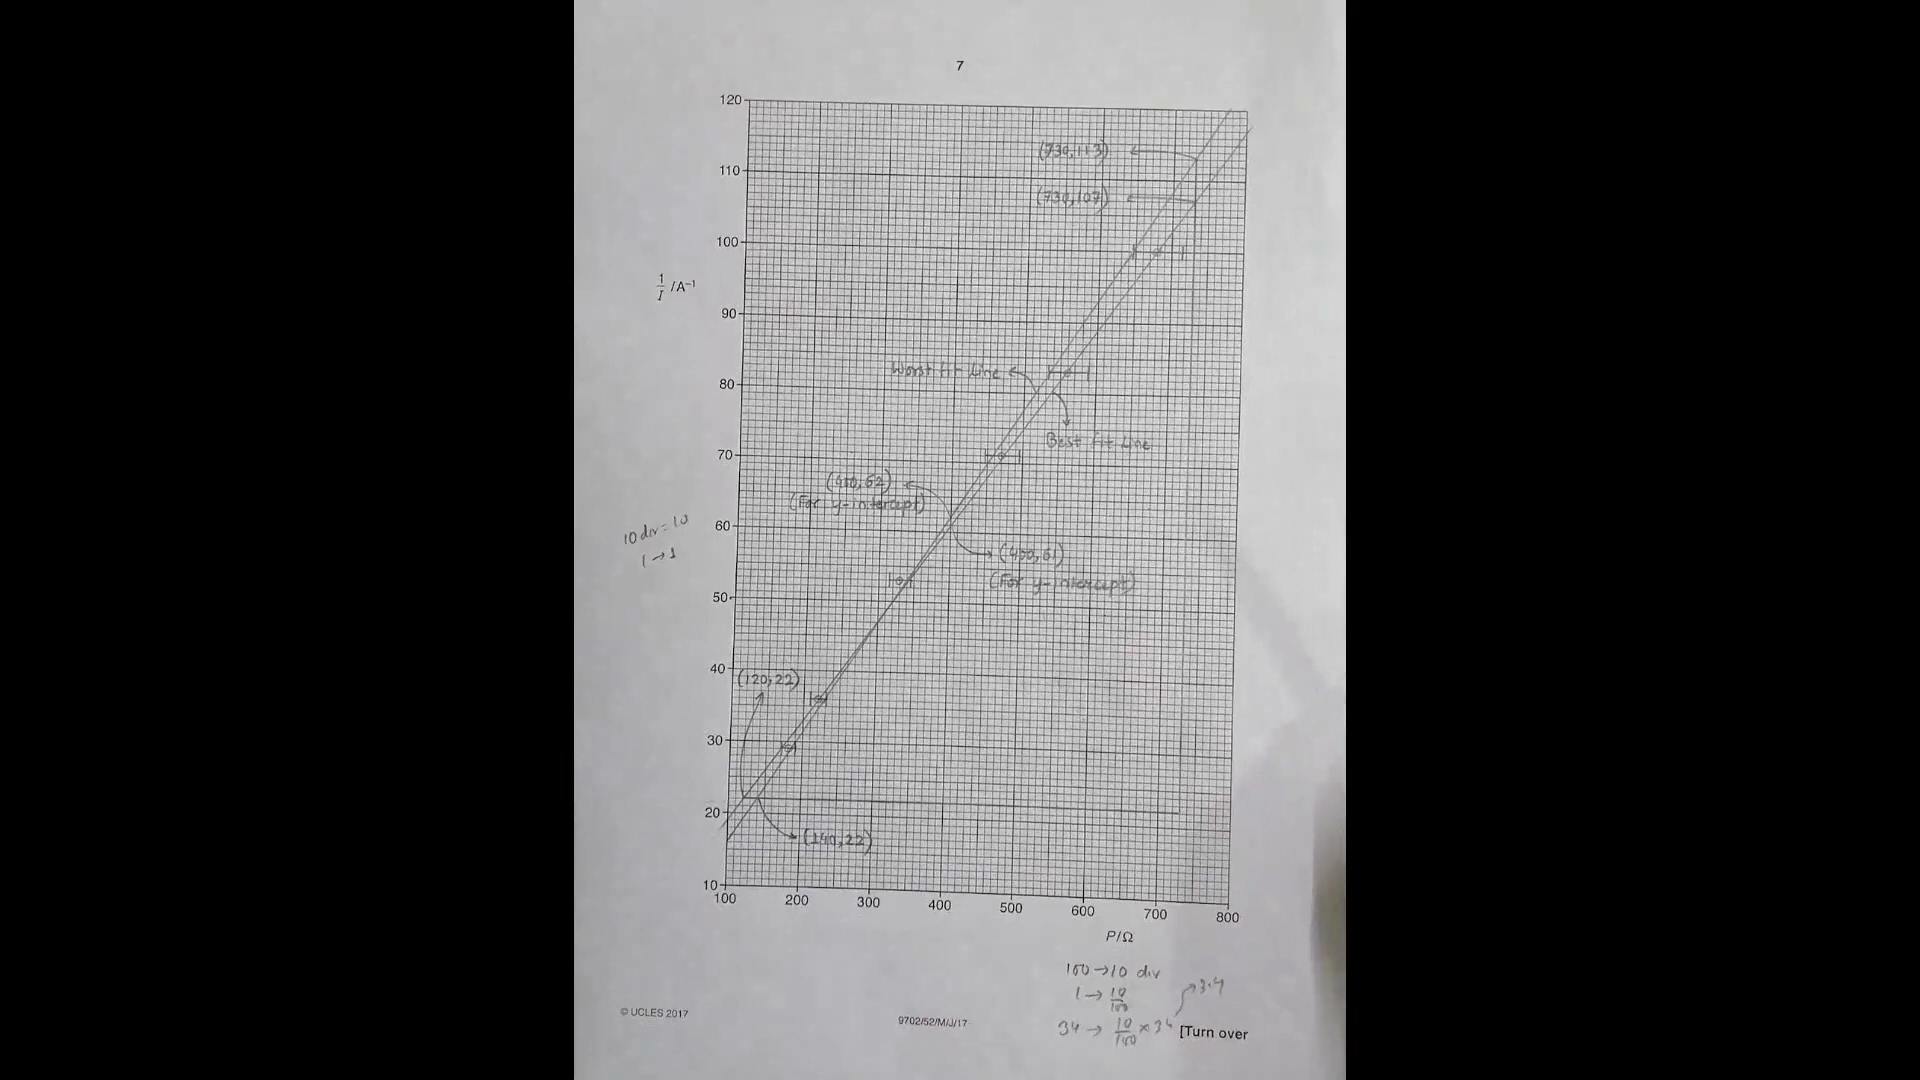 7
120
(730,113)
110
(730,107)
100
1/I /A⁻¹
90
Worst fit line
80
Best fit line
70
(400,62)
(For y-intercept)
10 div = 10
60
1 → 1
(400,61)
(For y-intercept)
50
40
(120,22)
30
20
(140,22)
10
100 200 300 400 500 600 700 800
P/Ω
100 → 10 div
1 → 10/100
3.4
34 → 10/100 × 34
[Turn over
© UCLES 2017
9702/52/M/J/17